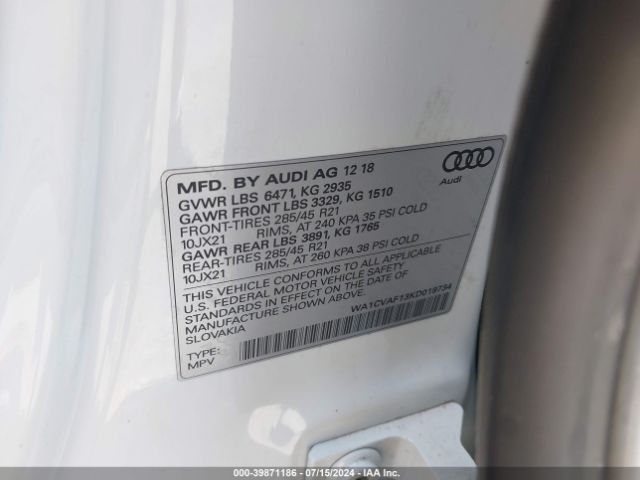 MFD. BY AUDI AG 12 18
GVWR LBS 6471, KG 2935
GAWR FRONT LBS 3329, KG 1510
FRONT-TIRES 285/45 R21
10JX21 RIMS, AT 240 KPA 35 PSI COLD
GAWR REAR LBS 3891, KG 1765
REAR-TIRES 285/45 R21
10JX21 RIMS, AT 260 KPA 38 PSI COLD
THIS VEHICLE CONFORMS TO ALL APPLICABLE
U.S. FEDERAL MOTOR VEHICLE SAFETY
STANDARDS IN EFFECT ON THE DATE OF
MANUFACTURE SHOWN ABOVE.
SLOVAKIA
WA1CVAF13KD019734
TYPE:
MPV
Audi
000-39871186 - 07/15/2024 - IAA Inc.